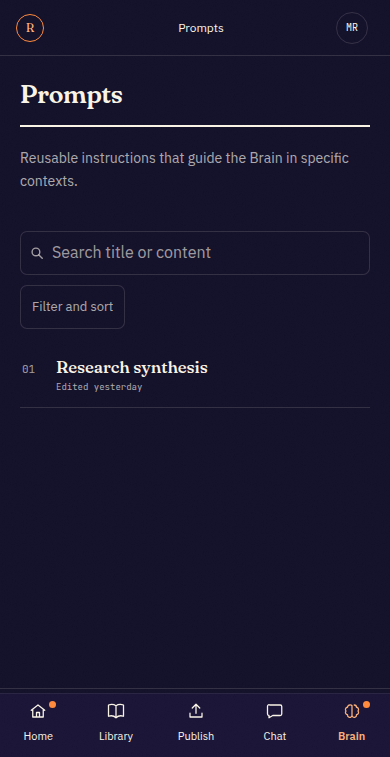 R
Prompts
MR
Prompts
Reusable instructions that guide the Brain in specific
contexts.
Search title or content
Filter and sort
01
Research synthesis
Edited yesterday
Home
Library
Publish
Chat
Brain